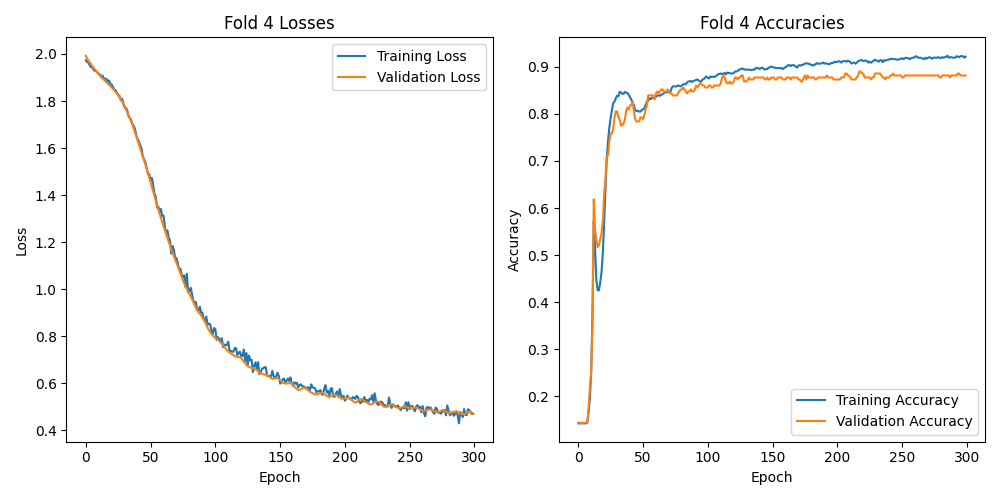 Fold 4 Losses
Training Loss
Validation Loss
2.0
1.8
1.6
1.4
1.2
1.0
0.8
0.6
0.4
Loss
0 50 100 150 200 250 300
Epoch
Fold 4 Accuracies
0.9
0.8
0.7
0.6
0.5
0.4
0.3
0.2
Accuracy
Training Accuracy
Validation Accuracy
0 50 100 150 200 250 300
Epoch